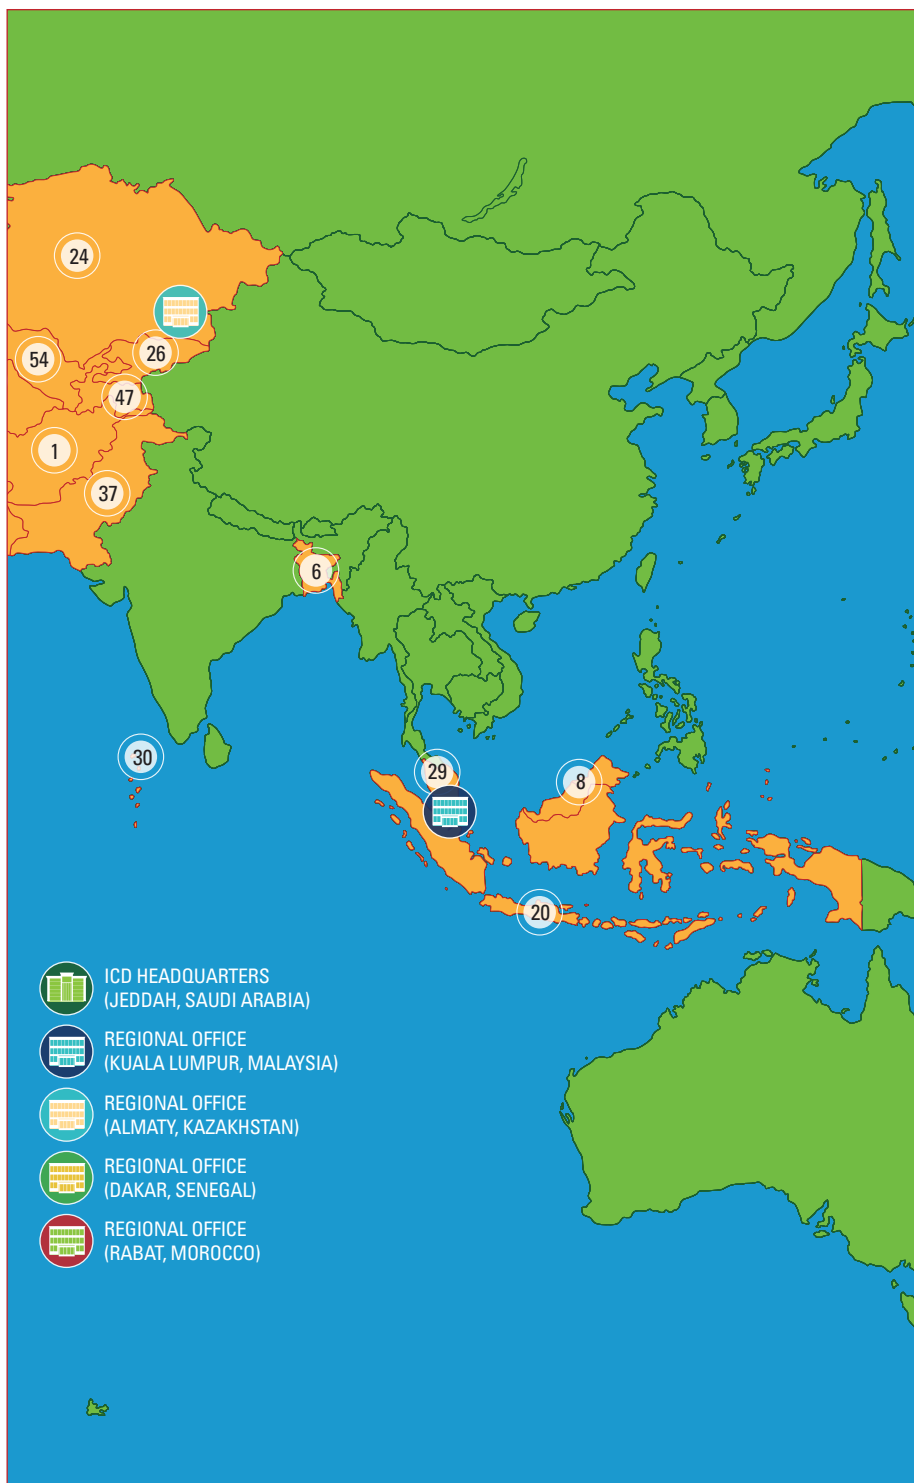 24
54
26
47
1
37
6
30
29
8
20
ICD HEADQUARTERS
(JEDDAH, SAUDI ARABIA)
REGIONAL OFFICE
(KUALA LUMPUR, MALAYSIA)
REGIONAL OFFICE
(ALMATY, KAZAKHSTAN)
REGIONAL OFFICE
(DAKAR, SENEGAL)
REGIONAL OFFICE
(RABAT, MOROCCO)